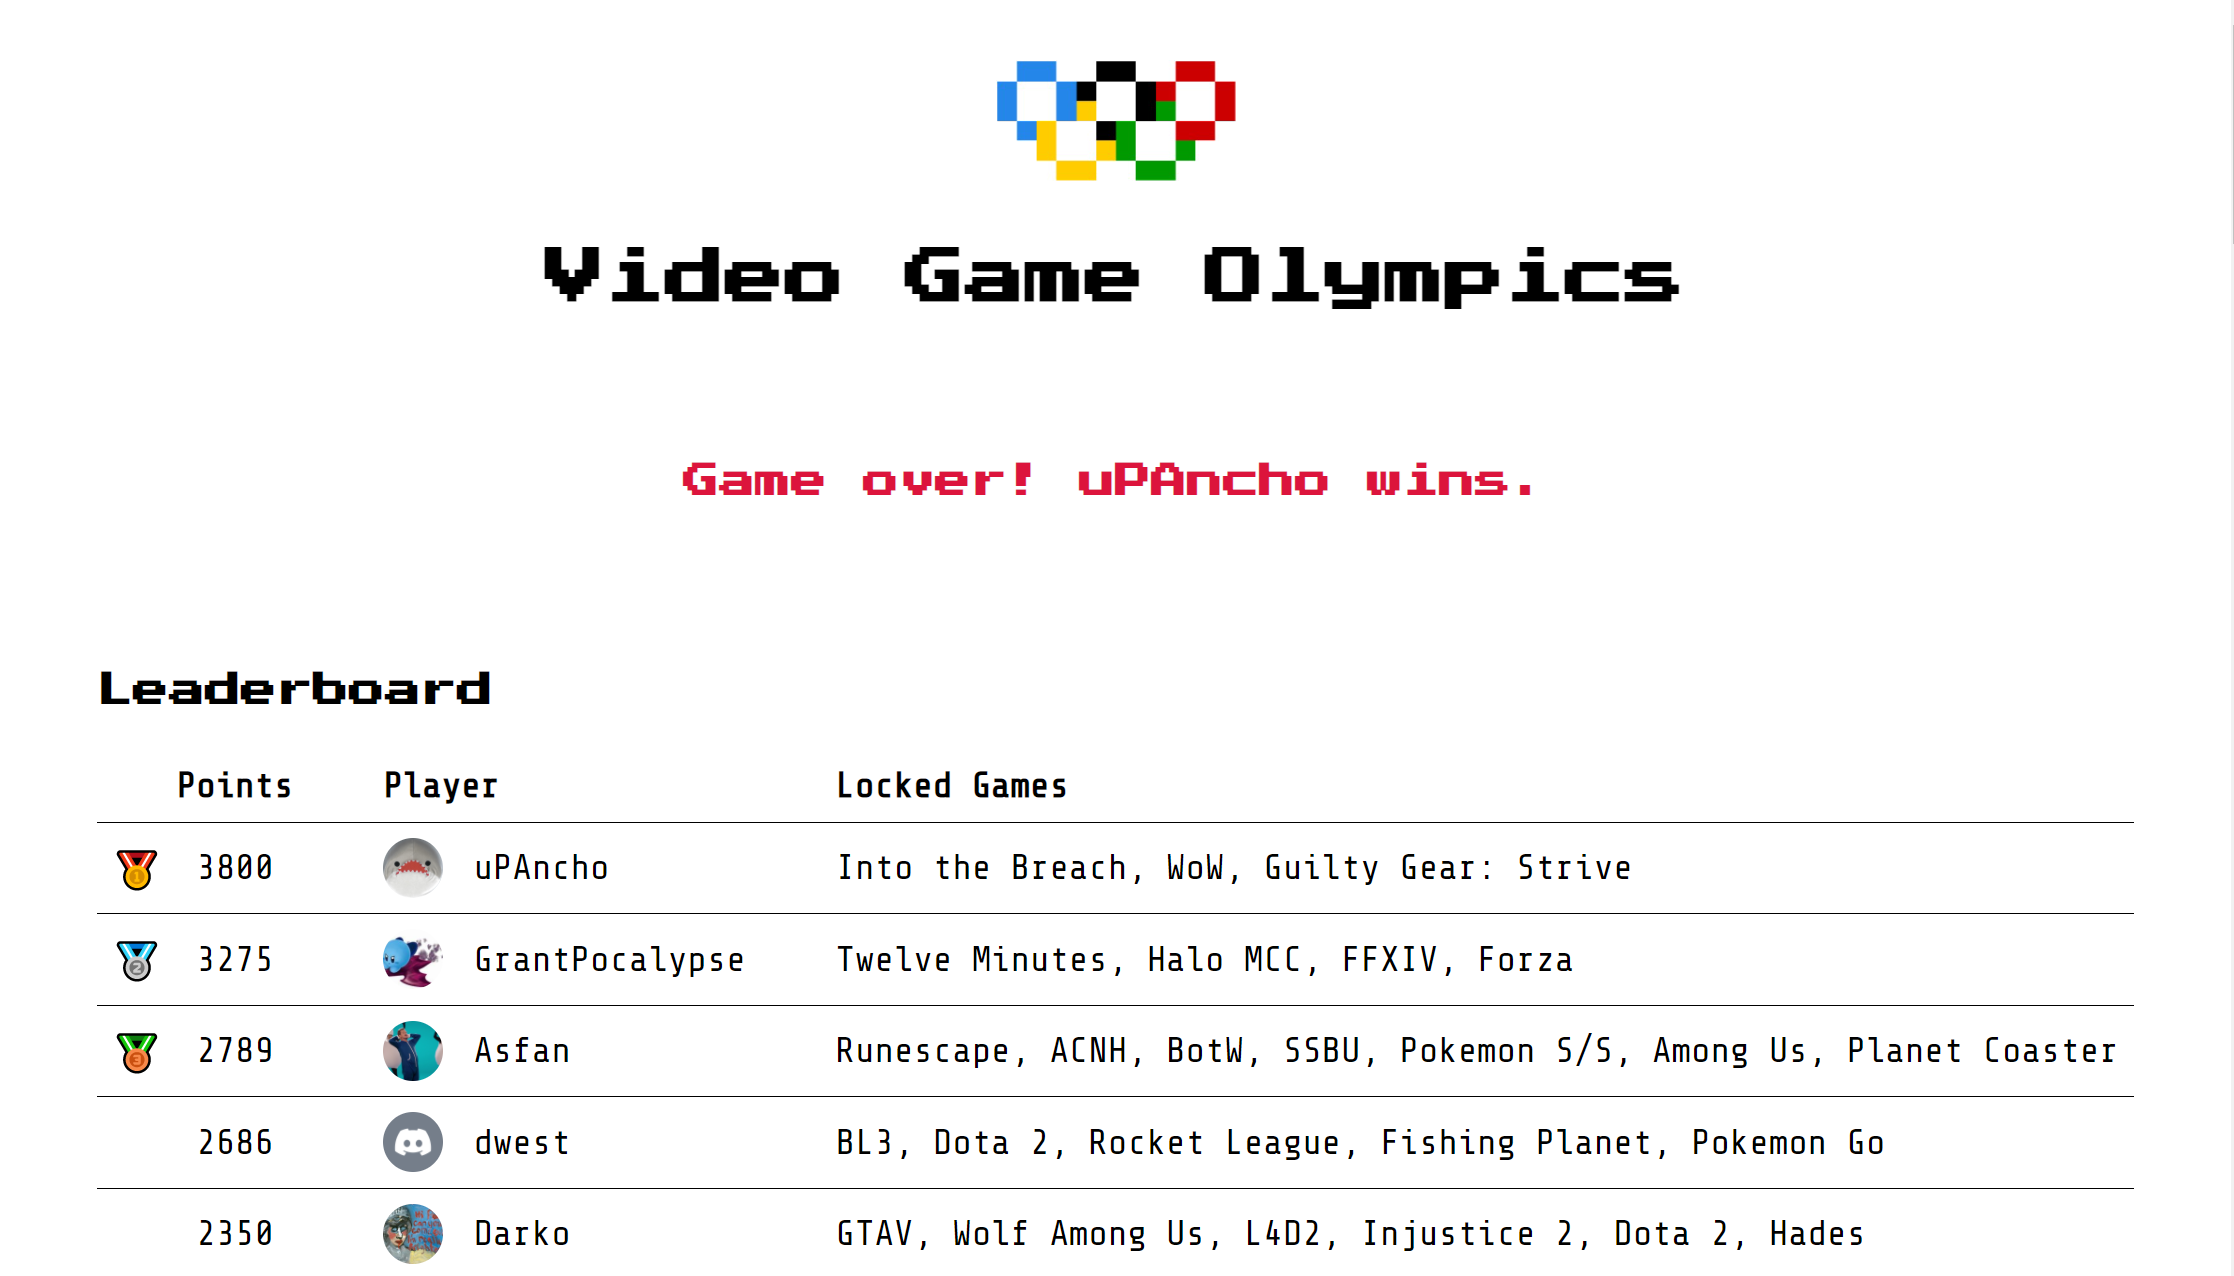 Video Game Olympics
Game over! uPAncho wins.
Leaderboard
Points Player Locked Games
1 3800 uPAncho Into the Breach, WoW, Guilty Gear: Strive
2 3275 GrantPocalypse Twelve Minutes, Halo MCC, FFXIV, Forza
3 2789 Asfan Runescape, ACNH, BotW, SSBU, Pokemon S/S, Among Us, Planet Coaster
2686 dwest BL3, Dota 2, Rocket League, Fishing Planet, Pokemon Go
2350 Darko GTAV, Wolf Among Us, L4D2, Injustice 2, Dota 2, Hades